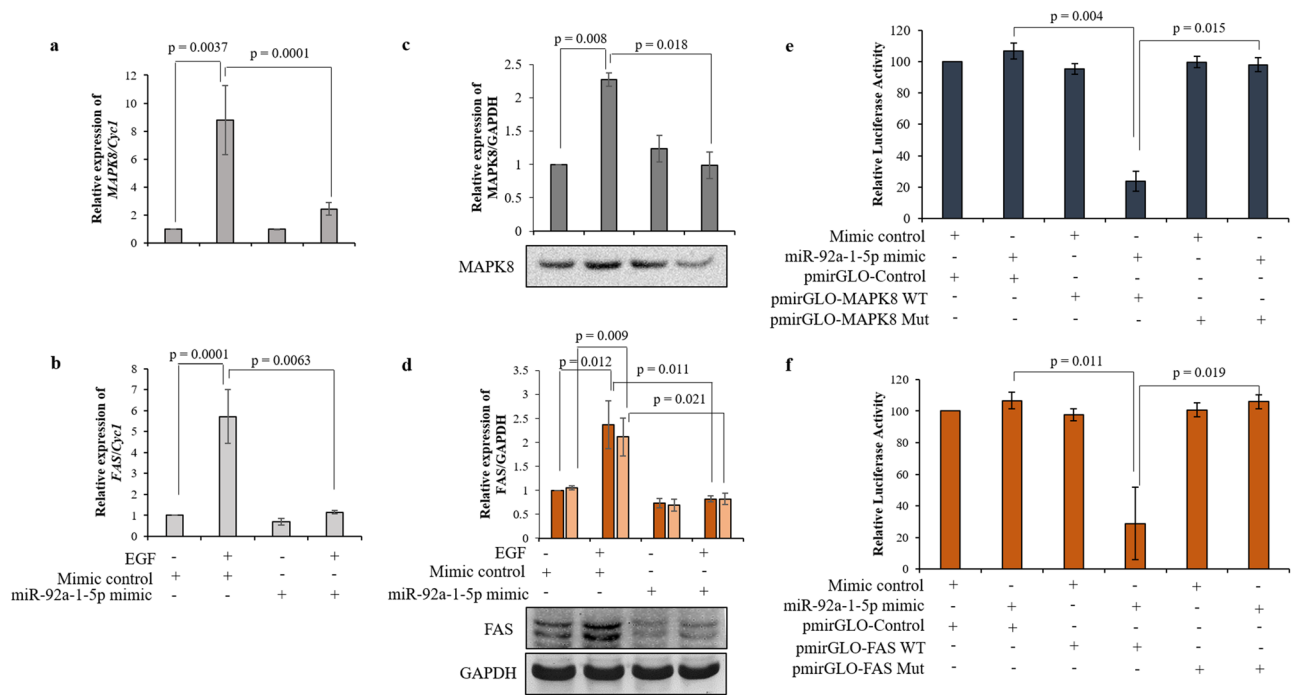 a
p = 0.0037
p = 0.0001
Relative expression of
MAPK8/Cyc1
10
8
6
4
2
0
b
p = 0.0001
p = 0.0063
Relative expression of
FAS/Cyc1
8
7
6
5
4
3
2
1
0
EGF - + - +
Mimic control + + - -
miR-92a-1-5p mimic - - + +
c
p = 0.008
p = 0.018
Relative expression of
MAPK8/GAPDH
2.5
2
1.5
1
0.5
0
MAPK8
d
p = 0.009
p = 0.012
p = 0.011
p = 0.021
Relative expression of
FAS/GAPDH
3.5
3
2.5
2
1.5
1
0.5
0
EGF - + - +
Mimic control + + - -
miR-92a-1-5p mimic - - + +
FAS
GAPDH
e
p = 0.004
p = 0.015
Relative Luciferase Activity
120
100
80
60
40
20
0
Mimic control + - + - + -
miR-92a-1-5p mimic - + - + - +
pmirGLO-Control + + - - - -
pmirGLO-MAPK8 WT - - + + - -
pmirGLO-MAPK8 Mut - - - - + +
f
p = 0.011
p = 0.019
Relative Luciferase Activity
120
100
80
60
40
20
0
Mimic control + - + - + -
miR-92a-1-5p mimic - + - + - +
pmirGLO-Control + + - - - -
pmirGLO-FAS WT - - + + - -
pmirGLO-FAS Mut - - - - + +